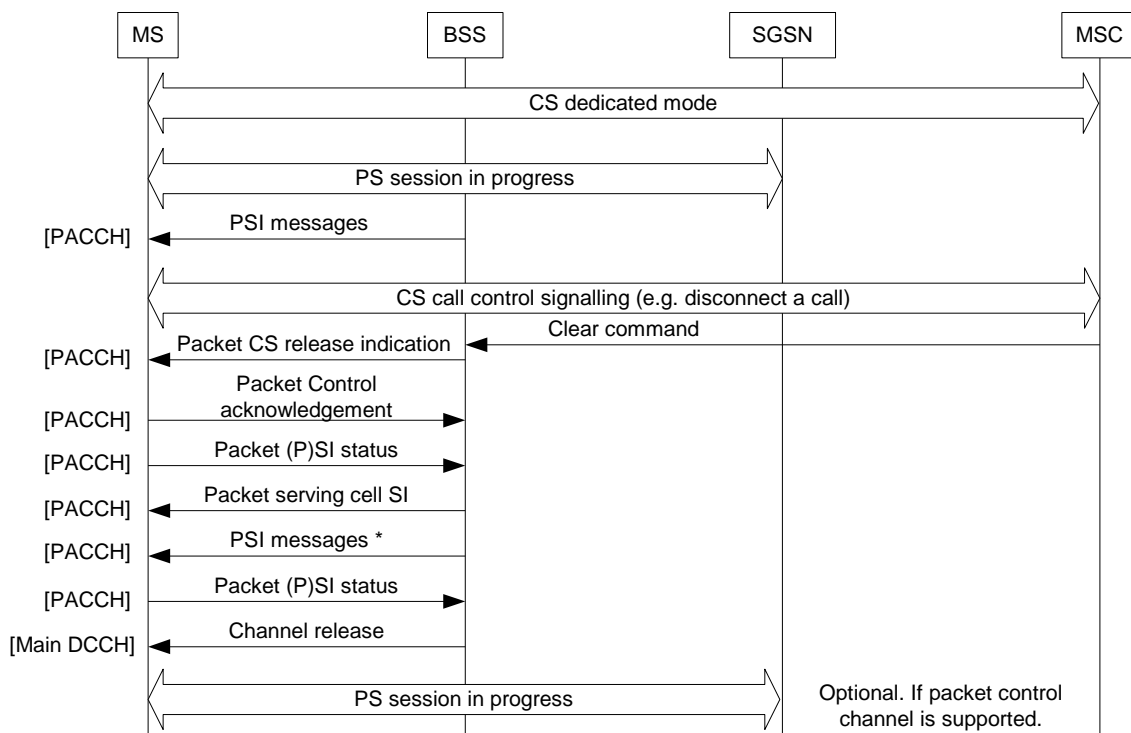 MS BSS SGSN MSC
CS dedicated mode
PS session in progress
PSI messages
[PACCH]
CS call control signalling (e.g. disconnect a call)
Clear command
Packet CS release indication
[PACCH]
Packet Control
acknowledgement
[PACCH]
Packet (P)SI status
[PACCH]
Packet serving cell SI
[PACCH]
PSI messages *
[PACCH]
Packet (P)SI status
[PACCH]
Channel release
[Main DCCH]
PS session in progress
Optional. If packet control
channel is supported.